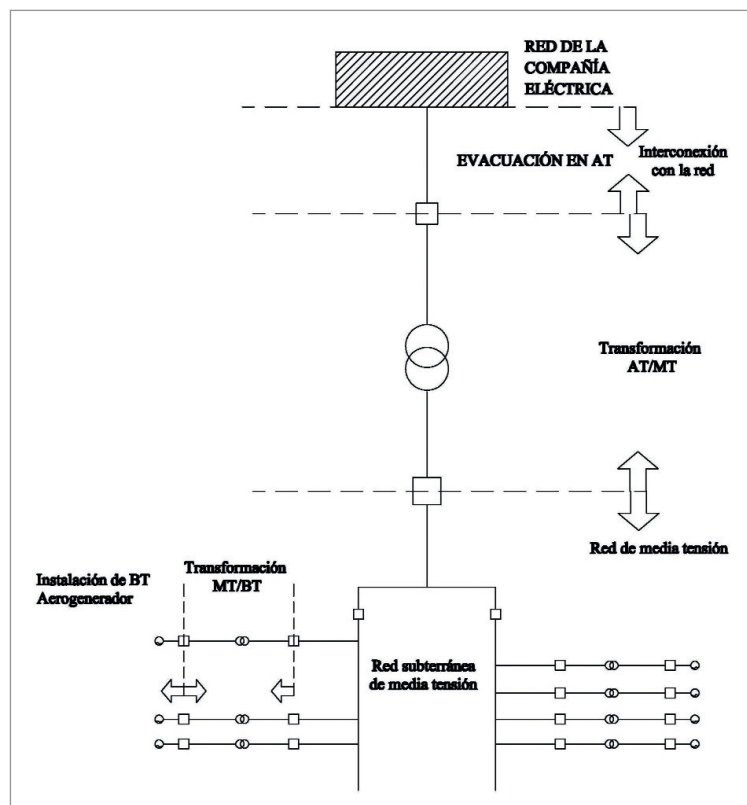 RED DE LA
COMPAÑÍA
ELÉCTRICA
EVACUACIÓN EN AT
Interconexión
con la red
Transformación
AT/MT
Red de media tensión
Instalación de BT
Aerogenerador
Transformación
MT/BT
Red subterránea
de media tensión